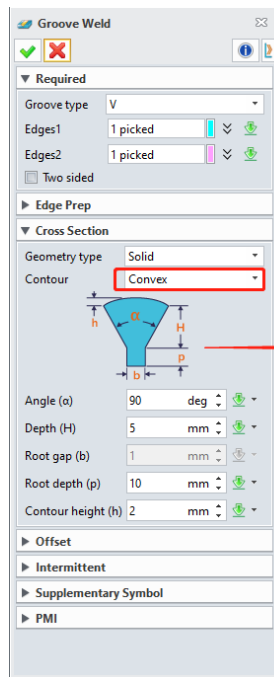 Groove Weld
Required
Groove type V
Edges1 1 picked
Edges2 1 picked
Two sided
Edge Prep
Cross Section
Geometry type Solid
Contour Convex
h α H
p
b
Angle (α) 90 deg
Depth (H) 5 mm
Root gap (b) 1 mm
Root depth (p) 10 mm
Contour height (h) 2 mm
Offset
Intermittent
Supplementary Symbol
PMI